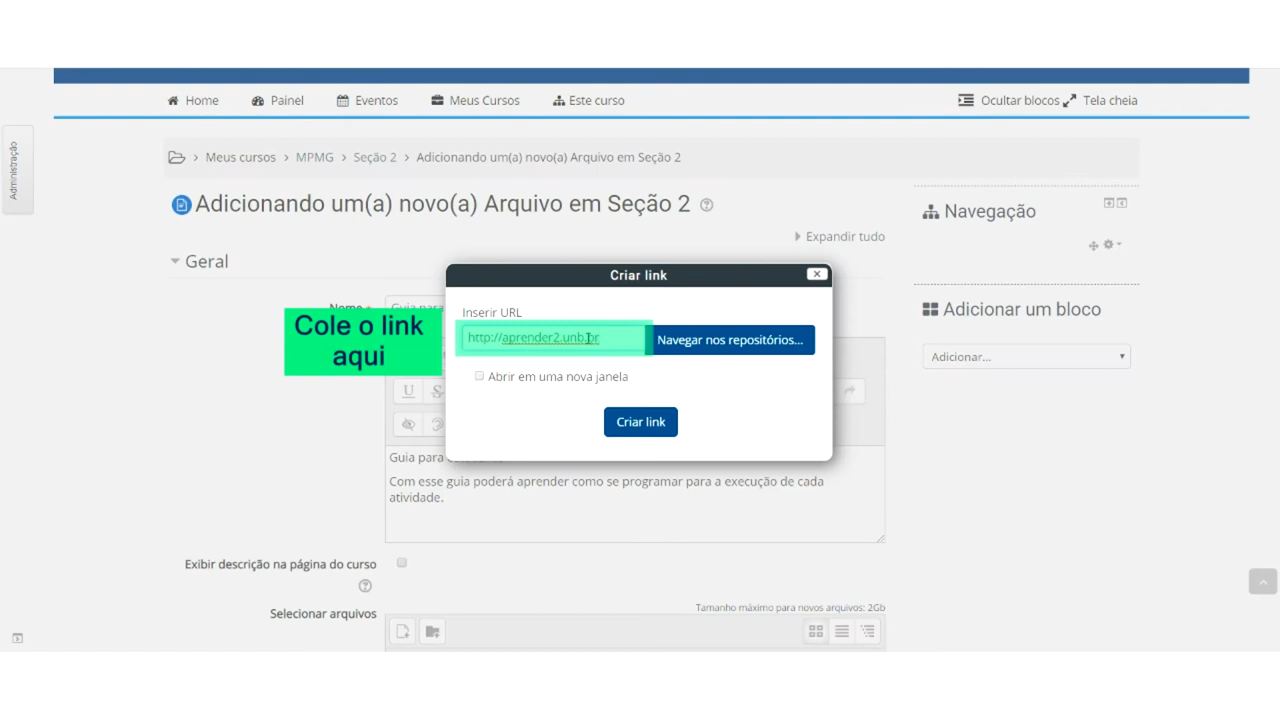 Home Painel Eventos Meus Cursos Este curso Ocultar blocos Tela cheia
Administração
> Meus cursos > MPMG > Seção 2 > Adicionando um(a) novo(a) Arquivo em Seção 2
Adicionando um(a) novo(a) Arquivo em Seção 2
Navegação
Expandir tudo
Geral
Criar link
Nome
Guia para
Adicionar um bloco
Inserir URL
Cole o link
aqui
http://aprender2.unb.br
Navegar nos repositórios...
Adicionar...
Abrir em uma nova janela
Criar link
Guia para
Com esse guia poderá aprender como se programar para a execução de cada
atividade.
Exibir descrição na página do curso
Selecionar arquivos
Tamanho máximo para novos arquivos: 2Gb